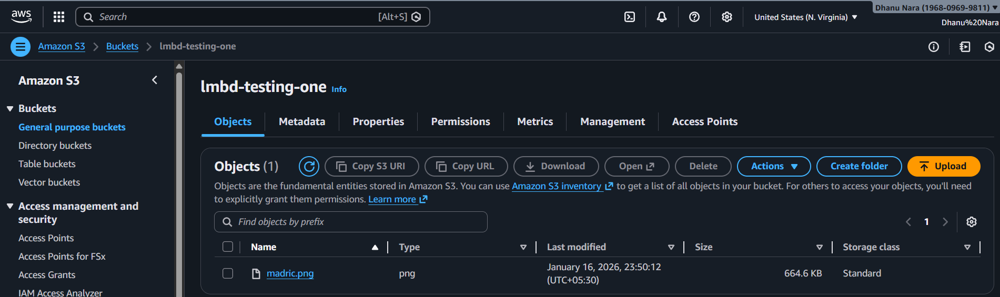 aws
Search [Alt+S]
United States (N. Virginia)
Dhanu Nara (1968-0969-9811)
Dhanu%20Nara
Amazon S3 Buckets lmbd-testing-one
Amazon S3
Buckets
General purpose buckets
Directory buckets
Table buckets
Vector buckets
Access management and
security
Access Points
Access Points for FSx
Access Grants
IAM Access Analyzer
lmbd-testing-one Info
Objects Metadata Properties Permissions Metrics Management Access Points
Objects (1) Copy S3 URI Copy URL Download Open Delete Actions Create folder Upload
Objects are the fundamental entities stored in Amazon S3. You can use Amazon S3 inventory to get a list of all objects in your bucket. For others to access your objects, you'll need
to explicitly grant them permissions. Learn more
Find objects by prefix 1
Name Type Last modified Size Storage class
madric.png png January 16, 2026, 23:50:12 664.6 KB Standard
(UTC+05:30)